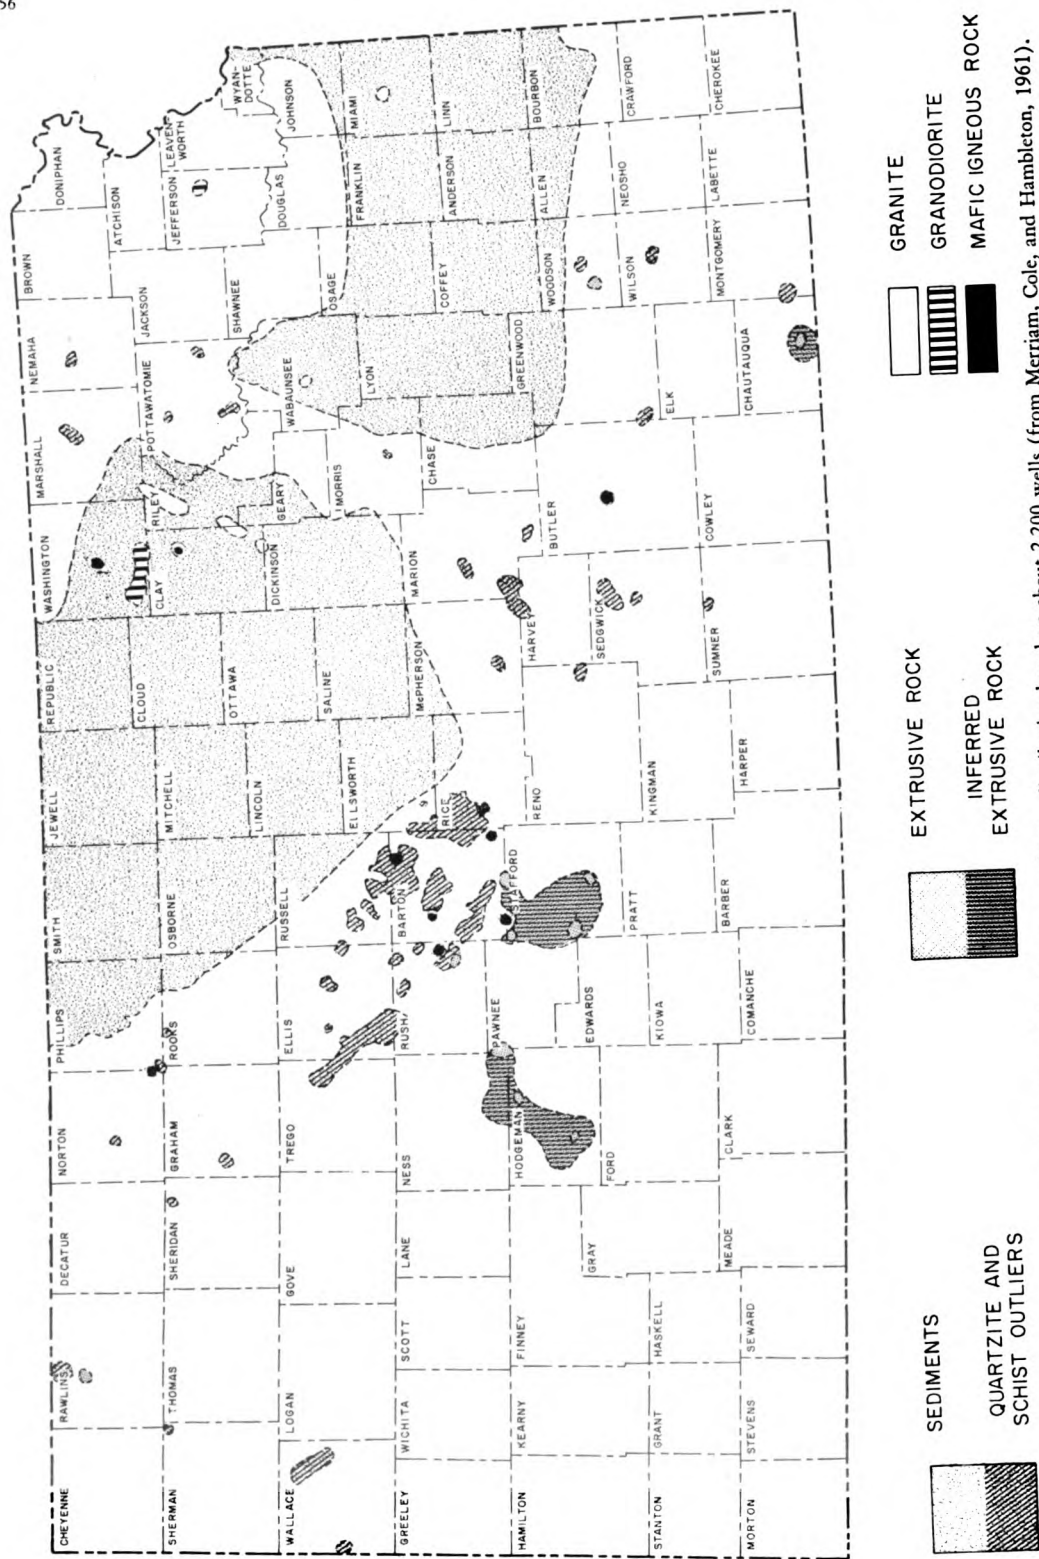 56
CHEYENNE
RAWLINS
DECATUR
NORTON
PHILLIPS
SMITH
JEWELL
REPUBLIC
WASHINGTON
MARSHALL
NEMAHA
BROWN
DONIPHAN
SHERMAN
THOMAS
SHERIDAN
GRAHAM
ROOKS
OSBORNE
MITCHELL
CLOUD
CLAY
RILEY
POTTAWATOMIE
JACKSON
ATCHISON
JEFFERSON
LEAVEN-
WORTH
WYAN-
DOTTE
WALLACE
LOGAN
GOVE
TREGO
ELLIS
RUSSELL
LINCOLN
OTTAWA
SALINE
DICKINSON
GEARY
WABAUNSEE
SHAWNEE
OSAGE
DOUGLAS
JOHNSON
GREELEY
WICHITA
SCOTT
LANE
NESS
RUSH
BARTON
ELLSWORTH
RICE
McPHERSON
MARION
MORRIS
CHASE
LYON
COFFEY
FRANKLIN
ANDERSON
MIAMI
LINN
HAMILTON
KEARNY
FINNEY
HODGEMAN
PAWNEE
STAFFORD
RENO
HARVEY
BUTLER
GREENWOOD
WOODSON
ALLEN
BOURBON
GRAY
FORD
EDWARDS
SEDGWICK
STANTON
GRANT
HASKELL
KIOWA
PRATT
KINGMAN
ELK
WILSON
NEOSHO
CRAWFORD
MORTON
STEVENS
SEWARD
MEADE
CLARK
COMANCHE
BARBER
HARPER
SUMNER
COWLEY
CHAUTAUQUA
MONTGOMERY
LABETTE
CHEROKEE
SEDIMENTS
QUARTZITE AND
SCHIST OUTLIERS
EXTRUSIVE ROCK
INFERRED
EXTRUSIVE ROCK
GRANITE
GRANODIORITE
MAFIC IGNEOUS ROCK
about 2,200 wells (from Merriam, Cole, and Hambleton, 1961).